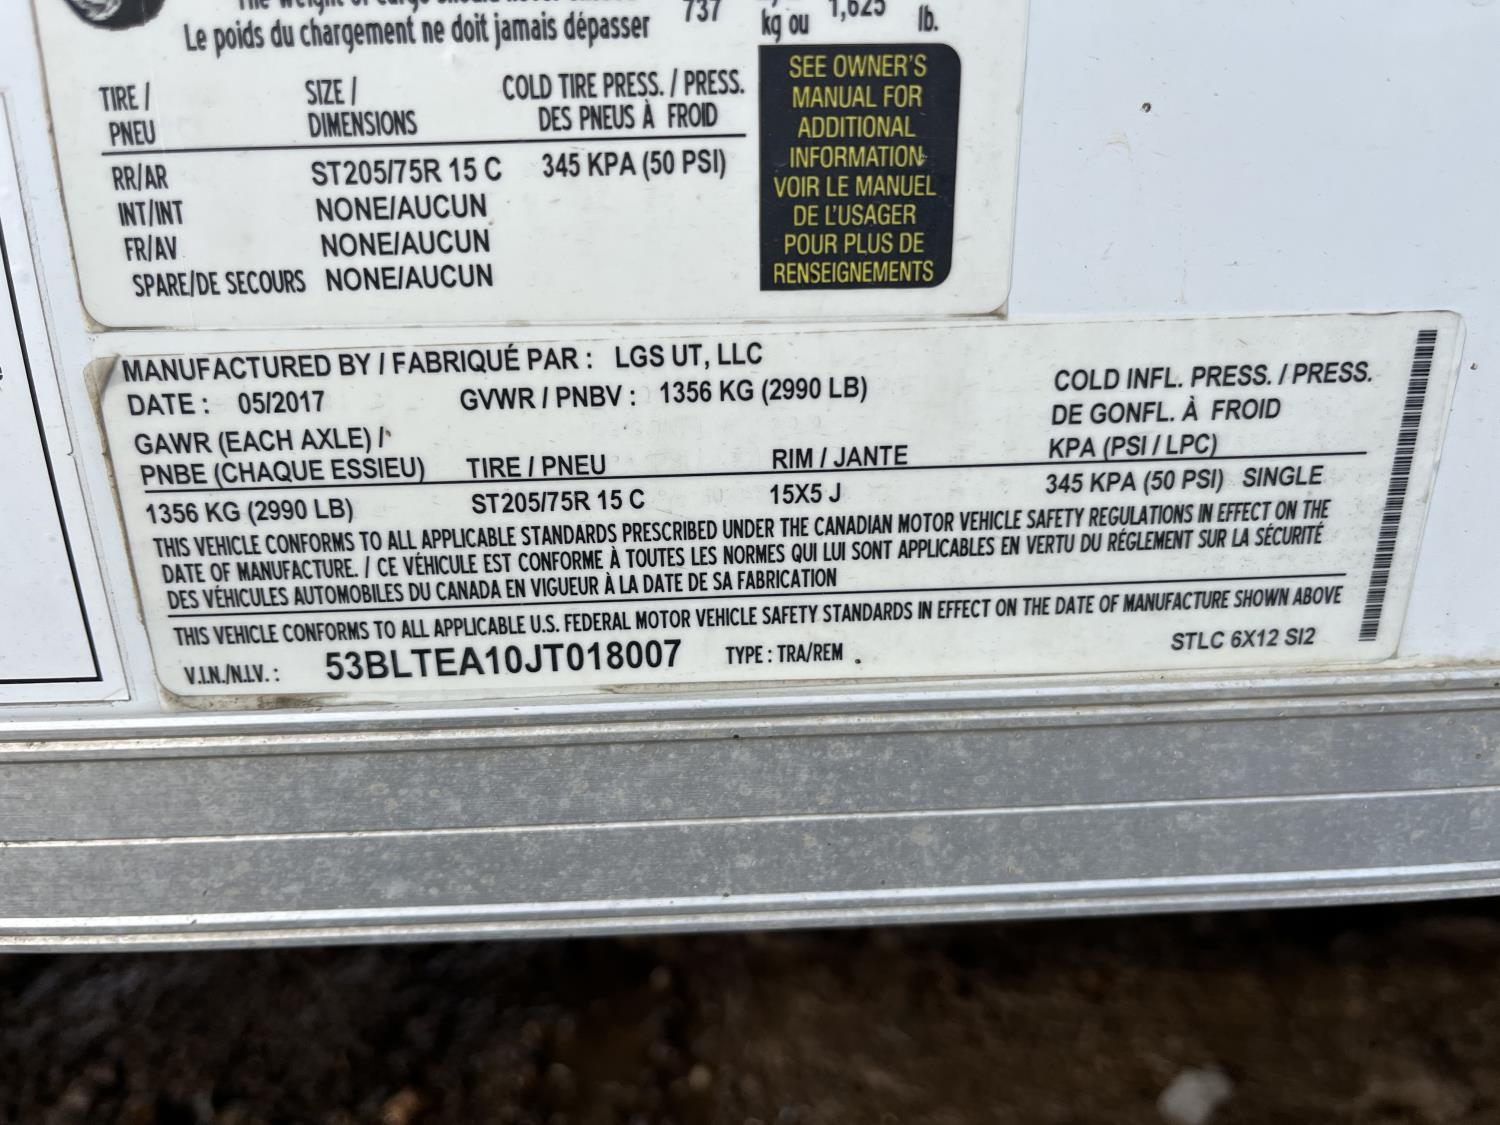 Le poids du chargement ne doit jamais dépasser 737 kg ou 1,625 lb.
TIRE / PNEU SIZE / DIMENSIONS COLD TIRE PRESS. / PRESS. DES PNEUS À FROID
RR/AR ST205/75R 15 C 345 KPA (50 PSI)
INT/INT NONE/AUCUN
FR/AV NONE/AUCUN
SPARE/DE SECOURS NONE/AUCUN
SEE OWNER'S
MANUAL FOR
ADDITIONAL
INFORMATION
VOIR LE MANUEL
DE L'USAGER
POUR PLUS DE
RENSEIGNEMENTS
MANUFACTURED BY / FABRIQUÉ PAR : LGS UT, LLC
DATE : 05/2017 GVWR / PNBV : 1356 KG (2990 LB)
COLD INFL. PRESS. / PRESS.
DE GONFL. À FROID
KPA (PSI / LPC)
GAWR (EACH AXLE) /
PNBE (CHAQUE ESSIEU) TIRE / PNEU RIM / JANTE
1356 KG (2990 LB) ST205/75R 15 C 15X5 J 345 KPA (50 PSI) SINGLE
THIS VEHICLE CONFORMS TO ALL APPLICABLE STANDARDS PRESCRIBED UNDER THE CANADIAN MOTOR VEHICLE SAFETY REGULATIONS IN EFFECT ON THE
DATE OF MANUFACTURE. / CE VÉHICULE EST CONFORME À TOUTES LES NORMES QUI LUI SONT APPLICABLES EN VERTU DU RÉGLEMENT SUR LA SÉCURITÉ
DES VÉHICULES AUTOMOBILES DU CANADA EN VIGUEUR À LA DATE DE SA FABRICATION
THIS VEHICLE CONFORMS TO ALL APPLICABLE U.S. FEDERAL MOTOR VEHICLE SAFETY STANDARDS IN EFFECT ON THE DATE OF MANUFACTURE SHOWN ABOVE
V.I.N./N.I.V. : 53BLTEA10JT018007 TYPE : TRA/REM STLC 6X12 SI2